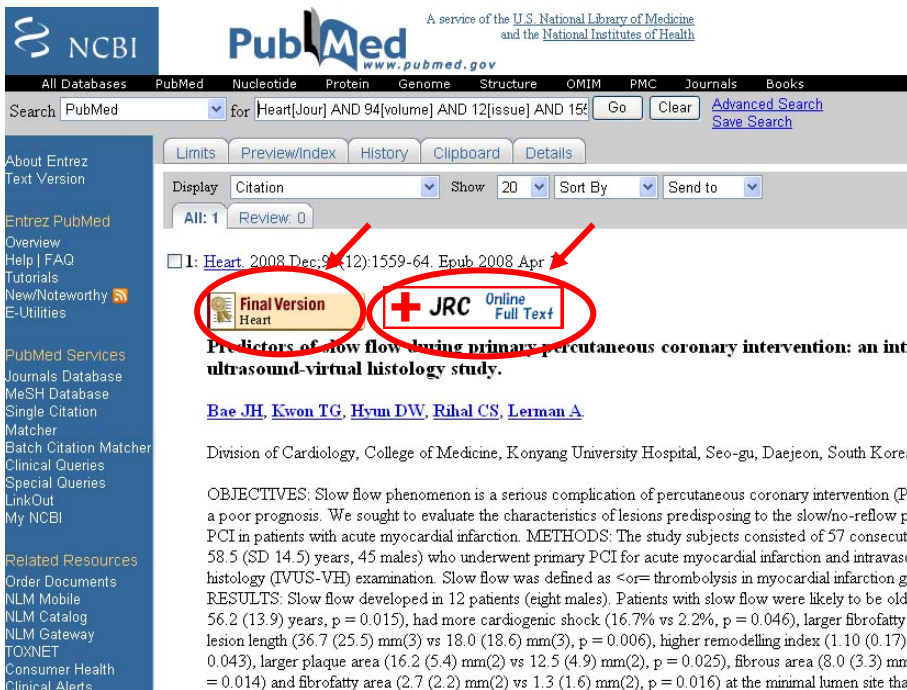 NCBI
PubMed
www.pubmed.gov
A service of the U.S. National Library of Medicine
and the National Institutes of Health
All Databases PubMed Nucleotide Protein Genome Structure OMIM PMC Journals Books
Search PubMed for Heart[Jour] AND 94[volume] AND 12[issue] AND Go Clear Advanced Search
Save Search
Limits Preview/Index History Clipboard Details
Display Citation Show 20 Sort By Send to
All: 1 Review: 0
About Entrez
Text Version
Entrez PubMed
Overview
Help | FAQ
Tutorials
New/Noteworthy
E-Utilities
PubMed Services
Journals Database
MeSH Database
Single Citation
Matcher
Batch Citation Matcher
Clinical Queries
Special Queries
LinkOut
My NCBI
Related Resources
Order Documents
NLM Mobile
NLM Catalog
NLM Gateway
TOXNET
Consumer Health
Clinical Alerts
1: Heart. 2008 Dec; (12):1559-64. Epub 2008 Apr
Final Version
Heart
JRC Online
Full Text
Predictors of slow flow during primary percutaneous coronary intervention: an
ultrasound-virtual histology study.
Bae JH, Kwon TG, Hyun DW, Rihal CS, Lerman A.
Division of Cardiology, College of Medicine, Konyang University Hospital, Seo-gu, Daejeon, South
OBJECTIVES: Slow flow phenomenon is a serious complication of percutaneous coronary intervention
a poor prognosis. We sought to evaluate the characteristics of lesions predisposing to the slow/no-reflow
PCI in patients with acute myocardial infarction. METHODS: The study subjects consisted of 57
58.5 (SD 14.5) years, 45 males) who underwent primary PCI for acute myocardial infarction and
histology (IVUS-VH) examination. Slow flow was defined as <or= thrombolysis in myocardial infarction
RESULTS: Slow flow developed in 12 patients (eight males). Patients with slow flow were likely to be
56.2 (13.9) years, p = 0.015), had more cardiogenic shock (16.7% vs 2.2%, p = 0.046), larger fibrofatty
lesion length (36.7 (25.5) mm(3) vs 18.0 (18.6) mm(3), p = 0.006), higher remodelling index (1.10 (0.17)
0.043), larger plaque area (16.2 (5.4) mm(2) vs 12.5 (4.9) mm(2), p = 0.025), fibrous area (8.0 (3.3)
= 0.014) and fibrofatty area (2.7 (2.2) mm(2) vs 1.3 (1.6) mm(2), p = 0.016) at the minimal lumen site